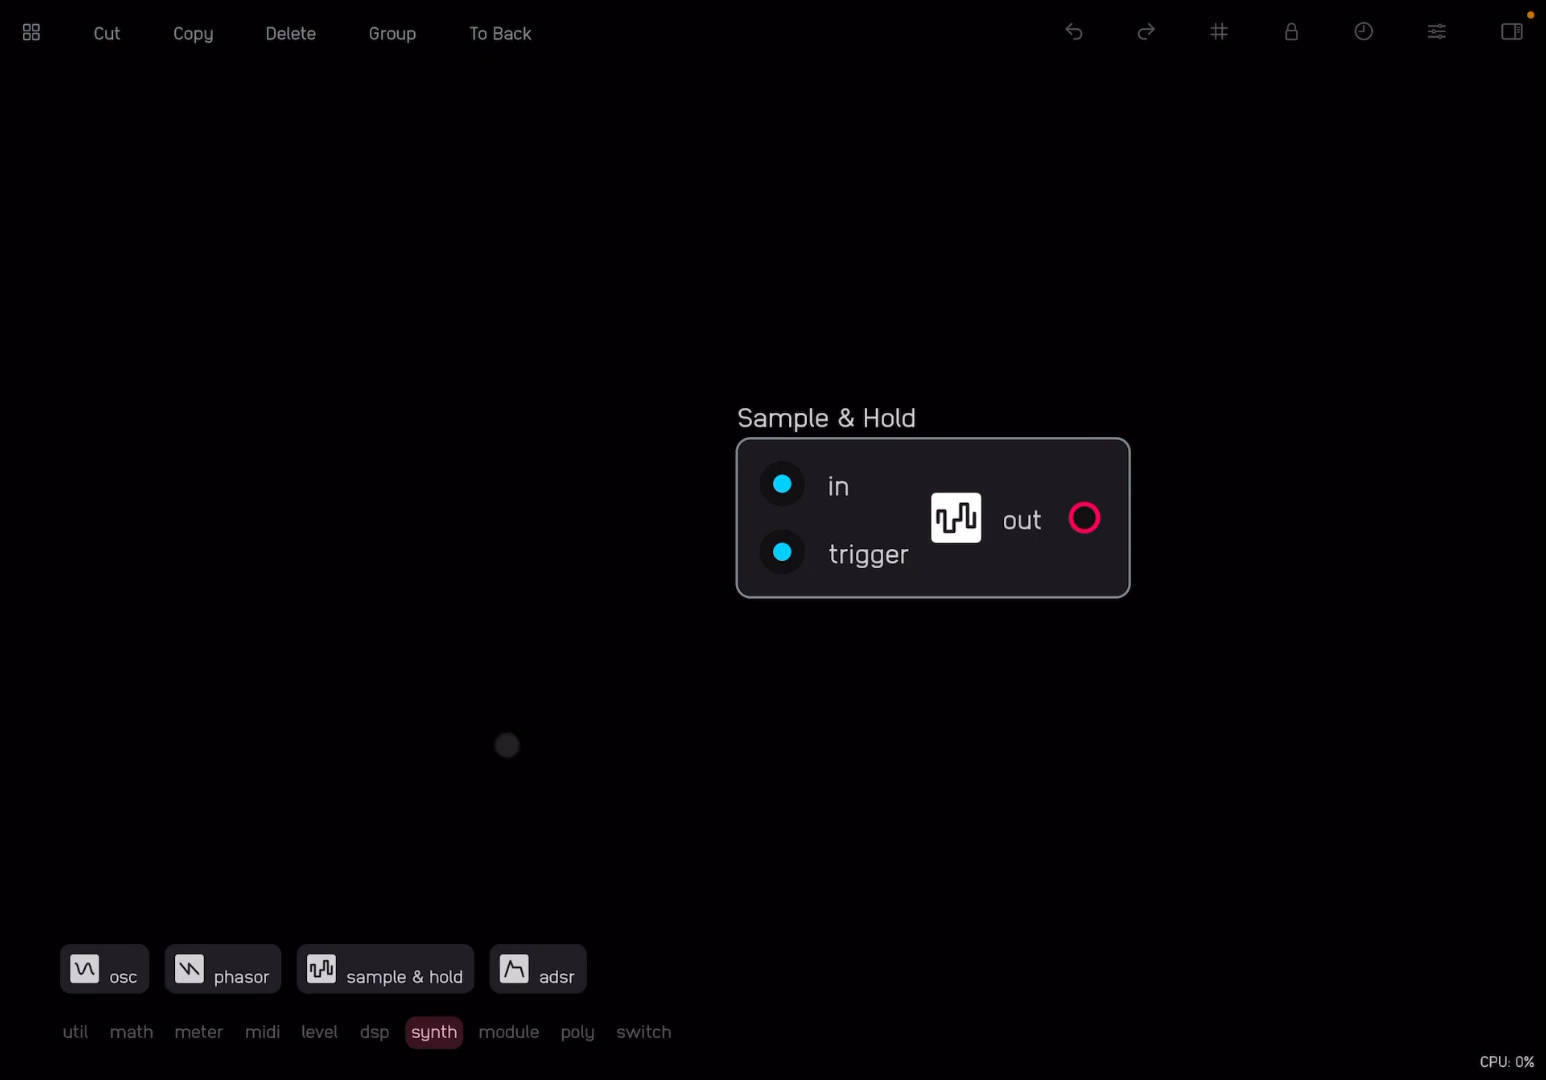 Cut Copy Delete Group To Back
Sample & Hold
in
out
trigger
osc phasor sample & hold adsr
util math meter midi level dsp synth module poly switch
CPU: 0%